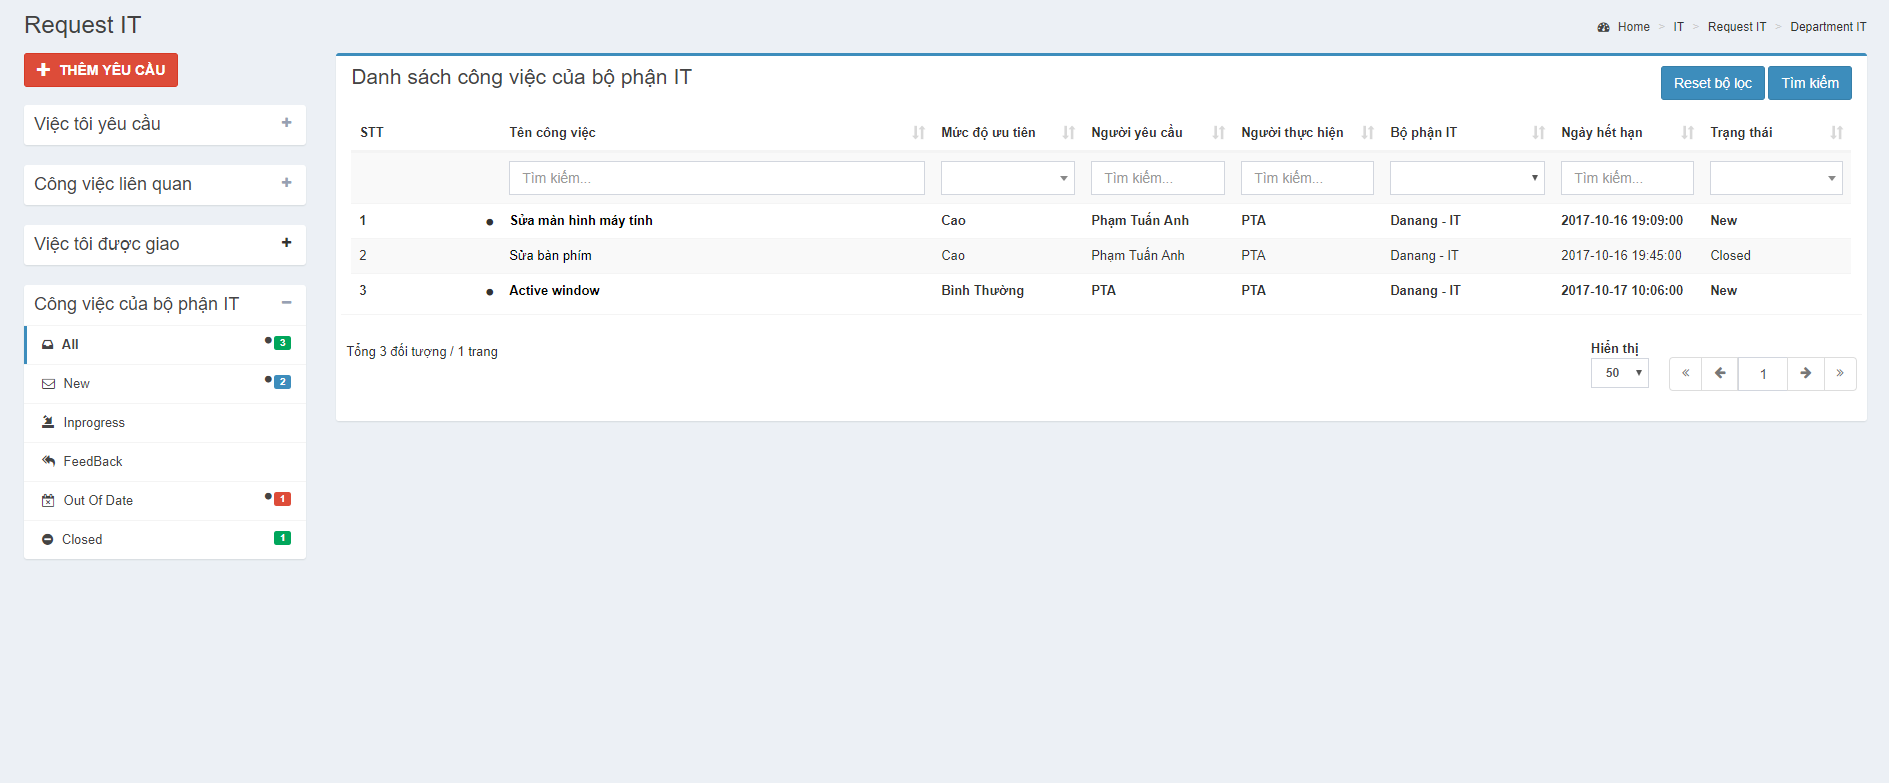 Request IT
Home > IT > Request IT > Department IT
THÊM YÊU CẦU
Việc tôi yêu cầu
Công việc liên quan
Việc tôi được giao
Công việc của bộ phận IT
All 3
New 2
Inprogress
FeedBack
Out Of Date 1
Closed 1
Danh sách công việc của bộ phận IT
Reset bộ lọc Tìm kiếm
STT Tên công việc Mức độ ưu tiên Người yêu cầu Người thực hiện Bộ phận IT Ngày hết hạn Trạng thái
Tìm kiếm... Tìm kiếm... Tìm kiếm... Tìm kiếm...
1 Sửa màn hình máy tính Cao Phạm Tuấn Anh PTA Danang - IT 2017-10-16 19:09:00 New
2 Sửa bàn phím Cao Phạm Tuấn Anh PTA Danang - IT 2017-10-16 19:45:00 Closed
3 Active window Bình Thường PTA PTA Danang - IT 2017-10-17 10:06:00 New
Tổng 3 đối tượng / 1 trang
Hiển thị
50 « 1 »